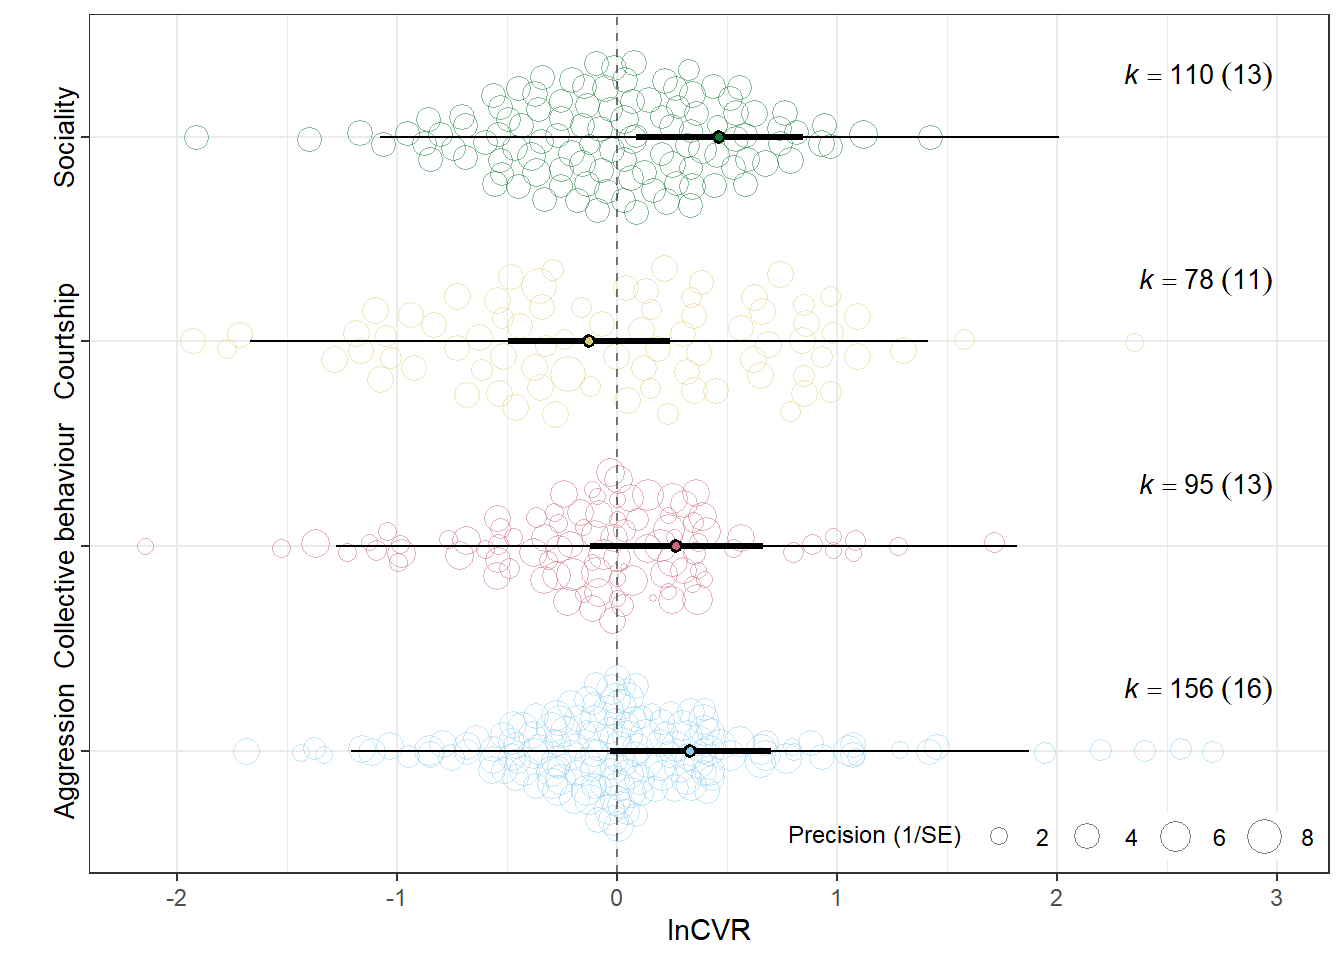 Sociality
k = 110 (13)
Courtship
k = 78 (11)
Collective behaviour
k = 95 (13)
Aggression
k = 156 (16)
Precision (1/SE) 2 4 6 8
-2 -1 0 1 2 3
lnCVR